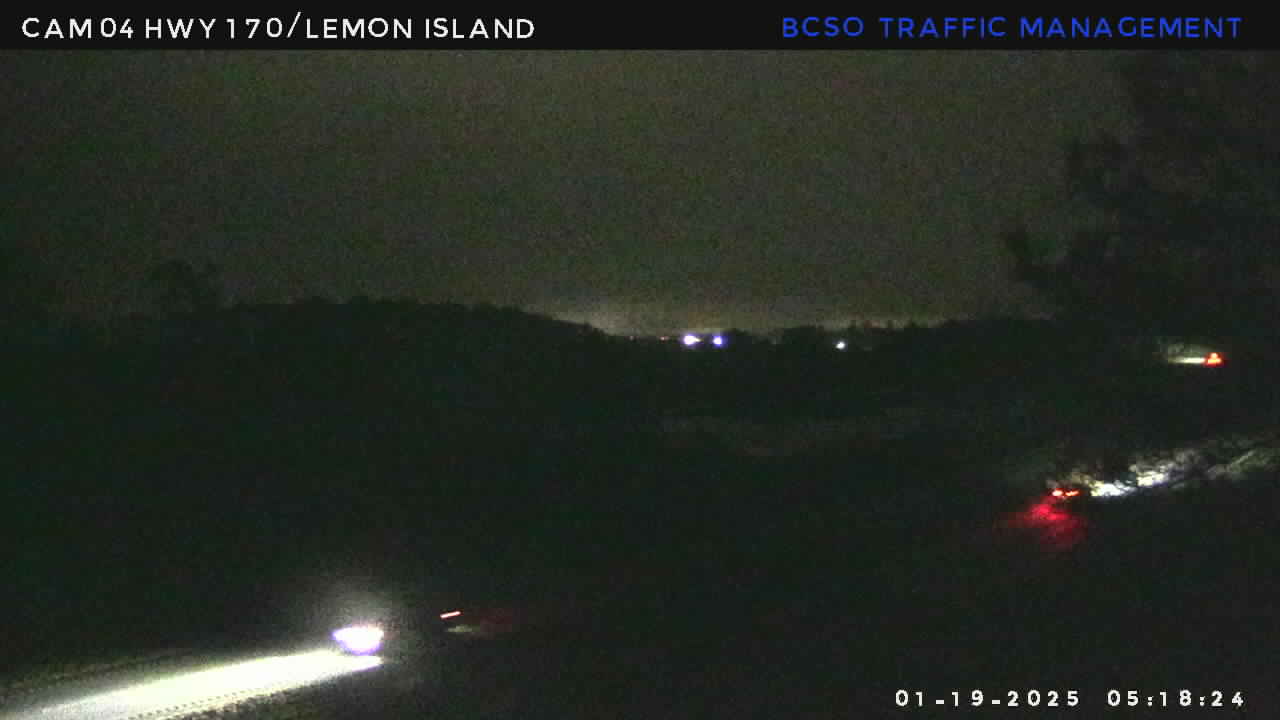 CAM04 HWY 170/LEMON ISLAND
BCSO TRAFFIC MANAGEMENT
01-19-2025 05:18:24